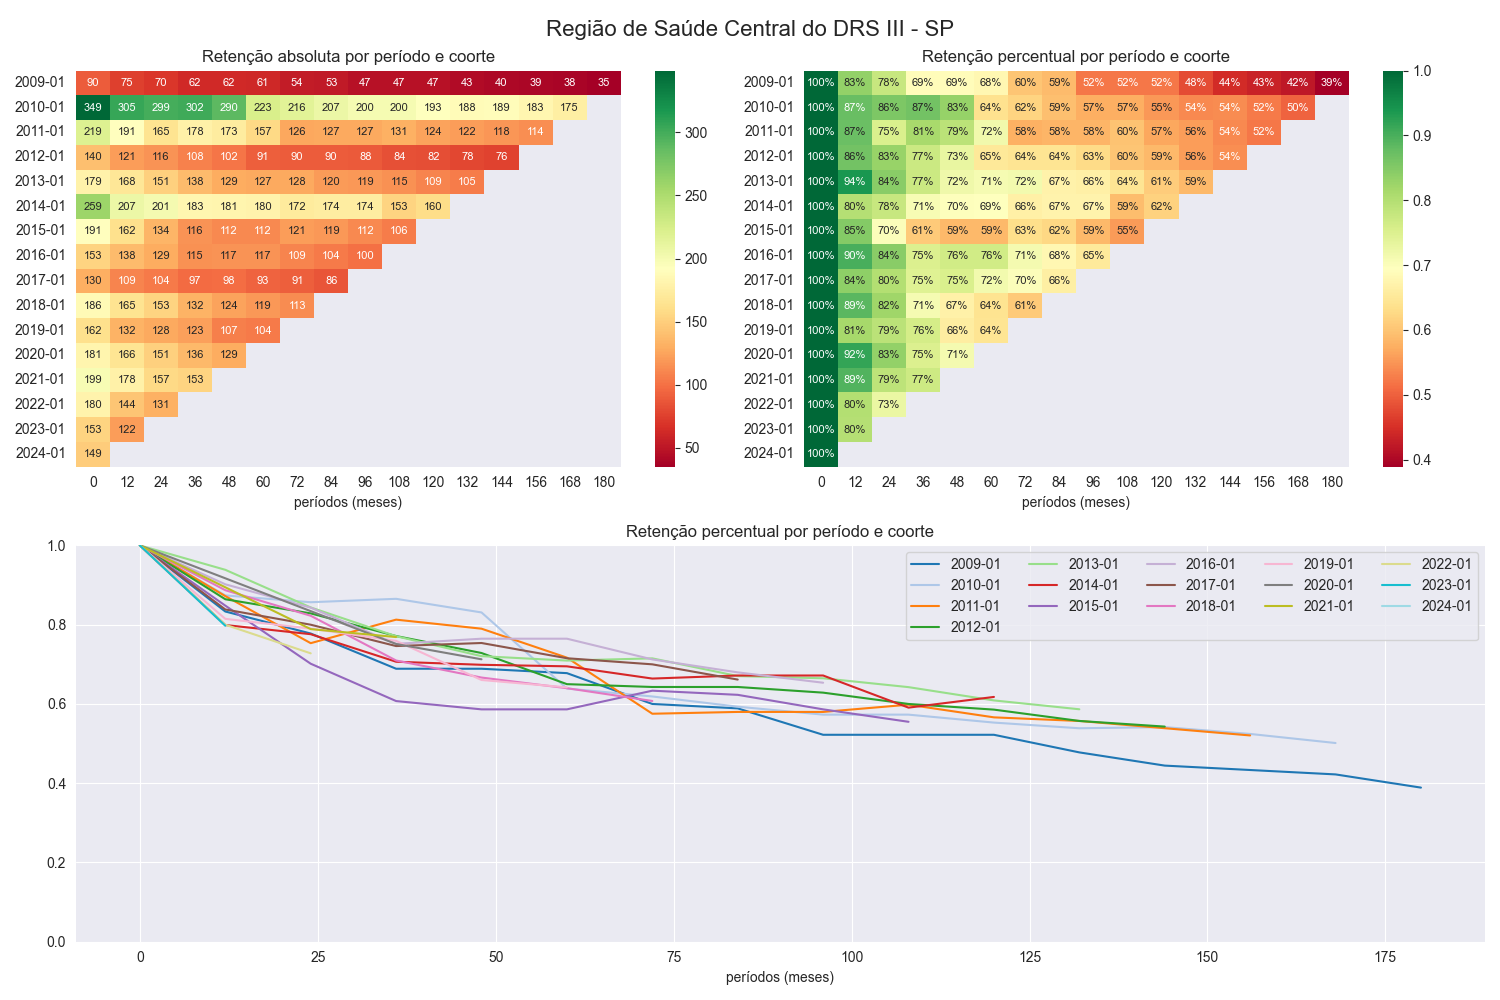 Região de Saúde Central do DRS III - SP
Retenção absoluta por período e coorte
2009-01 90 75 70 62 62 61 54 53 47 47 47 43 40 39 38 35
2010-01 349 305 299 302 290 223 216 207 200 200 193 188 189 183 175
2011-01 219 191 165 178 173 157 126 127 127 131 124 122 118 114
2012-01 140 121 116 108 102 91 90 90 88 84 82 78 76
2013-01 179 168 151 138 129 127 128 120 119 115 109 105
2014-01 259 207 201 183 181 180 172 174 174 153 160
2015-01 191 162 134 116 112 112 121 119 112 106
2016-01 153 138 129 115 117 117 109 104 100
2017-01 130 109 104 97 98 93 91 86
2018-01 186 165 153 132 124 119 113
2019-01 162 132 128 123 107 104
2020-01 181 166 151 136 129
2021-01 199 178 157 153
2022-01 180 144 131
2023-01 153 122
2024-01 149
0 12 24 36 48 60 72 84 96 108 120 132 144 156 168 180
períodos (meses)
300
250
200
150
100
50
Retenção percentual por período e coorte
2009-01 100% 83% 78% 69% 69% 68% 60% 59% 52% 52% 52% 48% 44% 43% 42% 39%
2010-01 100% 87% 86% 87% 83% 64% 62% 59% 57% 57% 55% 54% 54% 52% 50%
2011-01 100% 87% 75% 81% 79% 72% 58% 58% 58% 60% 57% 56% 54% 52%
2012-01 100% 86% 83% 77% 73% 65% 64% 64% 63% 60% 59% 56% 54%
2013-01 100% 94% 84% 77% 72% 71% 72% 67% 66% 64% 61% 59%
2014-01 100% 80% 78% 71% 70% 69% 66% 67% 67% 59% 62%
2015-01 100% 85% 70% 61% 59% 59% 63% 62% 59% 55%
2016-01 100% 90% 84% 75% 76% 76% 71% 68% 65%
2017-01 100% 84% 80% 75% 75% 72% 70% 66%
2018-01 100% 89% 82% 71% 67% 64% 61%
2019-01 100% 81% 79% 76% 66% 64%
2020-01 100% 92% 83% 75% 71%
2021-01 100% 89% 79% 77%
2022-01 100% 80% 73%
2023-01 100% 80%
2024-01 100%
0 12 24 36 48 60 72 84 96 108 120 132 144 156 168 180
períodos (meses)
1.0
0.9
0.8
0.7
0.6
0.5
0.4
Retenção percentual por período e coorte
1.0
0.8
0.6
0.4
0.2
0.0
2009-01 2013-01 2016-01 2019-01 2022-01
2010-01 2014-01 2017-01 2020-01 2023-01
2011-01 2015-01 2018-01 2021-01 2024-01
2012-01
0 25 50 75 100 125 150 175
períodos (meses)